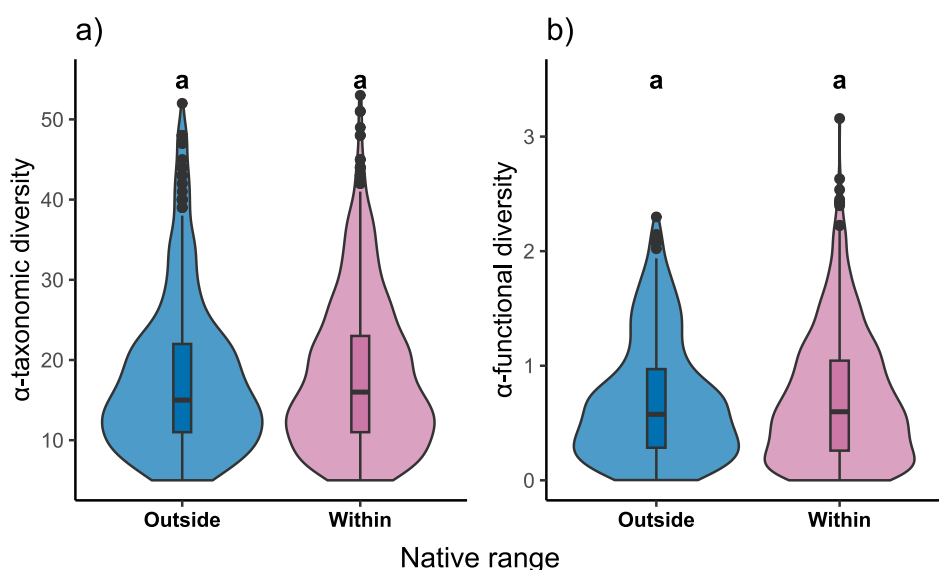 a)
α-taxonomic diversity
50
40
30
20
10
a
a
Outside
Within
b)
α-functional diversity
3
2
1
0
a
a
Outside
Within
Native range